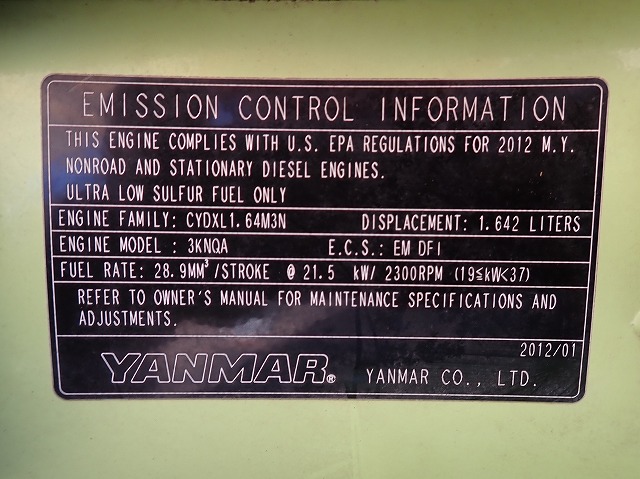 EMISSION CONTROL INFORMATION
THIS ENGINE COMPLIES WITH U.S. EPA REGULATIONS FOR 2012 M.Y.
NONROAD AND STATIONARY DIESEL ENGINES.
ULTRA LOW SULFUR FUEL ONLY
ENGINE FAMILY: CYDXL1.64M3N DISPLACEMENT: 1.642 LITERS
ENGINE MODEL : 3KNQA E.C.S.: EM DFI
FUEL RATE: 28.9MM³/STROKE @ 21.5 kW/ 2300RPM (19≦kW<37)
REFER TO OWNER'S MANUAL FOR MAINTENANCE SPECIFICATIONS AND
ADJUSTMENTS.
2012/01
YANMAR® YANMAR CO., LTD.